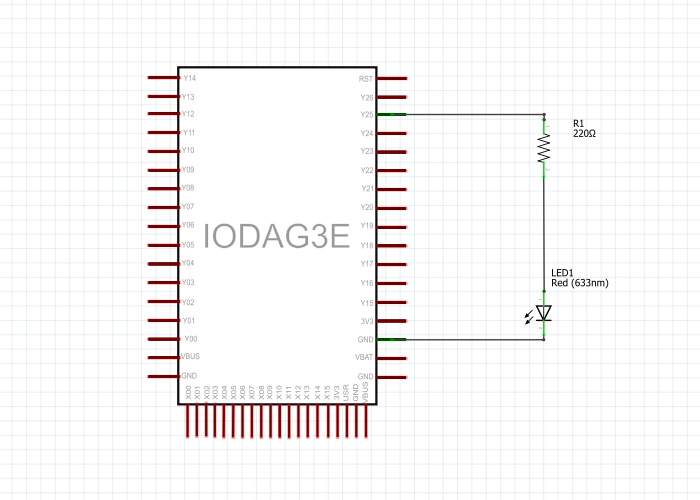 Y14
Y13
Y12
Y11
Y10
Y09
Y08
Y07
Y06
Y05
Y04
Y03
Y02
Y01
Y00
VBUS
GND
IODAG3E
RST
Y26
Y25
Y24
Y23
Y22
Y21
Y20
Y19
Y18
Y17
Y16
Y15
3V3
GND
VBAT
GND
X00
X01
X02
X03
X04
X05
X06
X07
X08
X09
X10
X11
X12
X13
X14
X15
3V3
USR
GND
VBUS
R1
220Ω
LED1
Red (633nm)